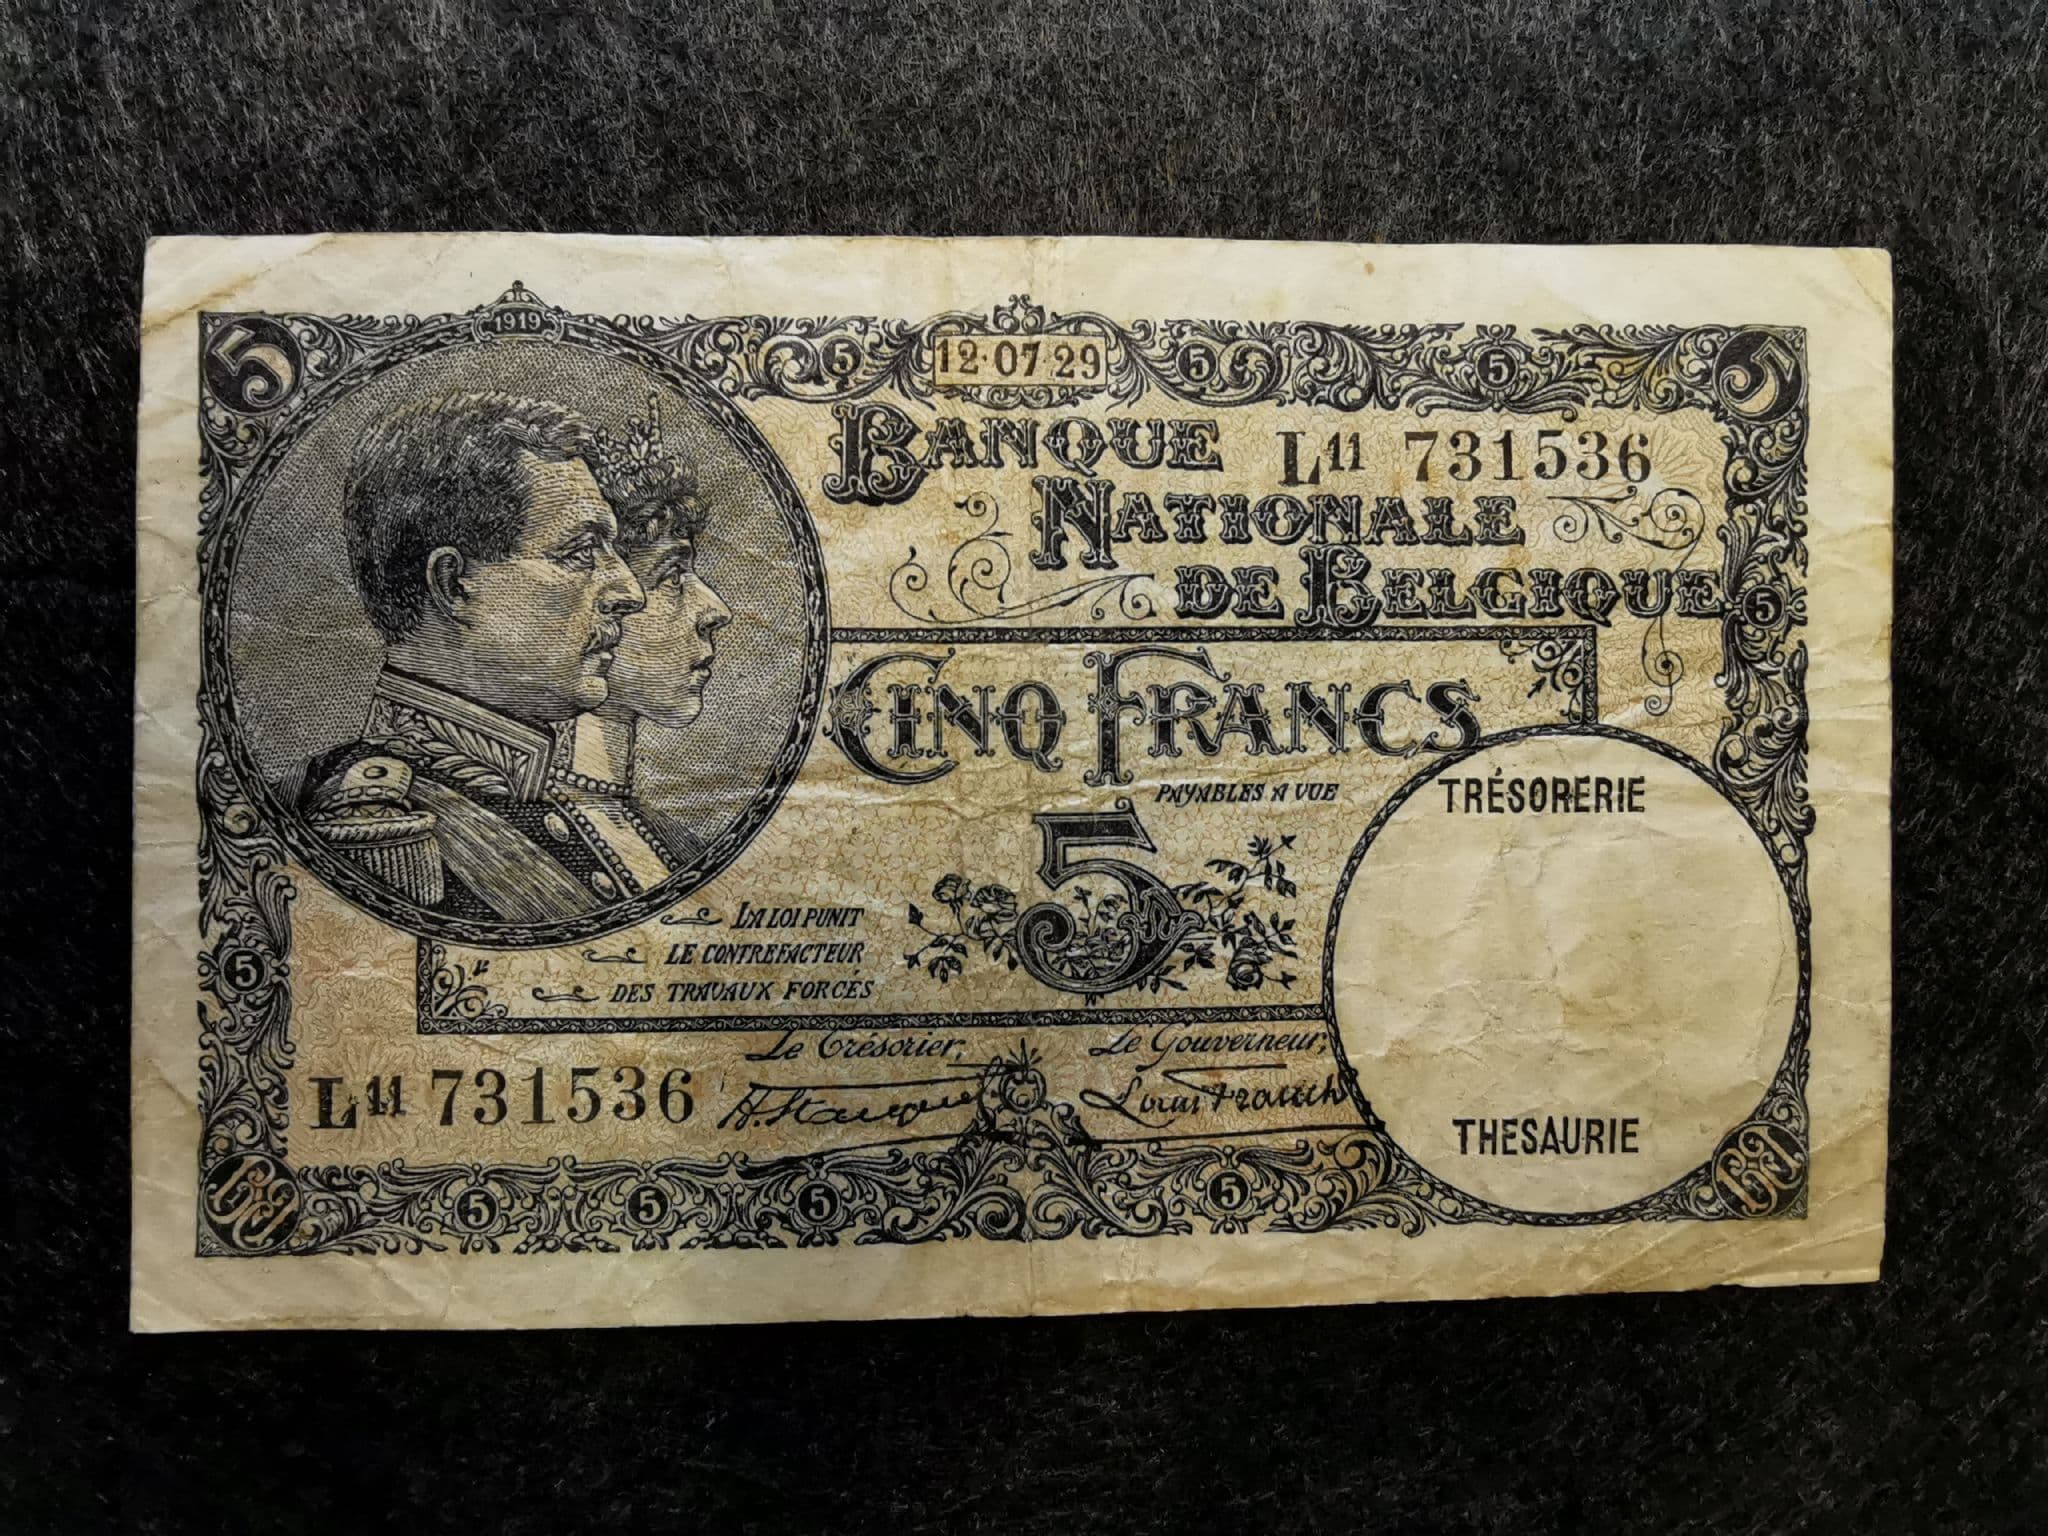 1919
5 5
12·07·29
5 5 5
BANQUE
L11 731536
NATIONALE
DE BELGIQUE
5
CINQ FRANCS
PAYABLES A VUE
TRÉSORERIE
5
LA LOI PUNIT
LE CONTREFACTEUR
DES TRAVAUX FORCÉS
5
Le Trésorier,
Le Gouverneur,
L11 731536
Louis Franck
THESAURIE
5 5 5 5